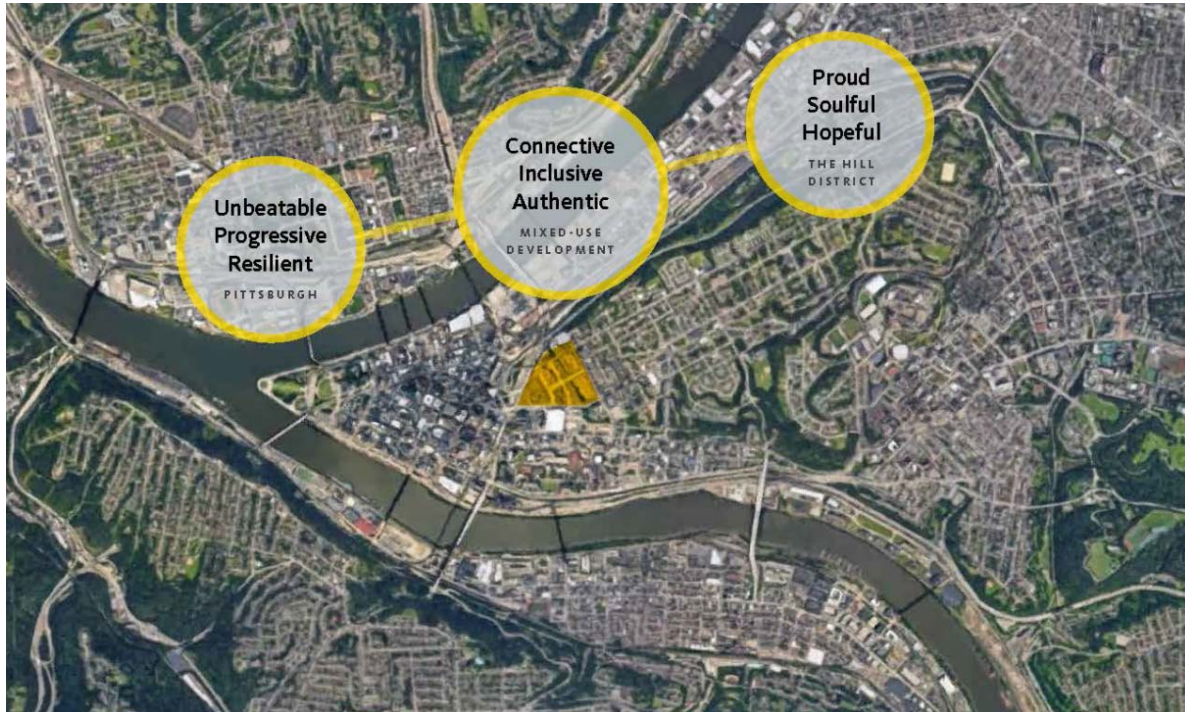 Unbeatable
Progressive
Resilient
PITTSBURGH
Connective
Inclusive
Authentic
MIXED-USE
DEVELOPMENT
Proud
Soulful
Hopeful
THE HILL
DISTRICT